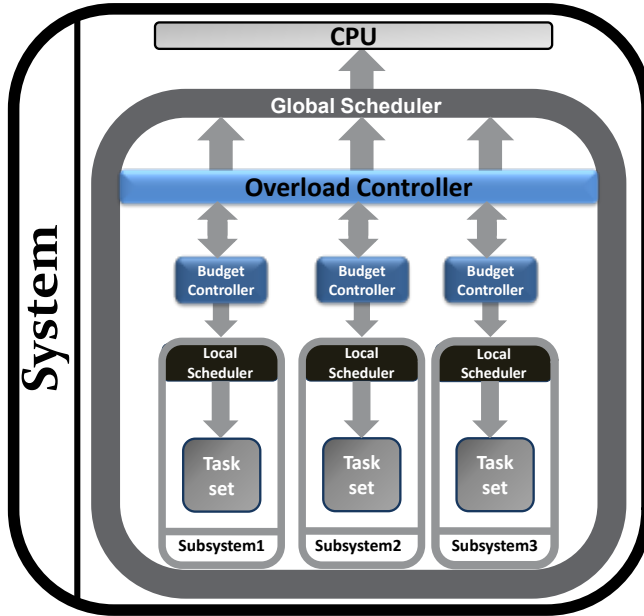 System
CPU
Global Scheduler
Overload Controller
Budget
Controller
Budget
Controller
Budget
Controller
Local
Scheduler
Local
Scheduler
Local
Scheduler
Task
set
Task
set
Task
set
Subsystem1
Subsystem2
Subsystem3